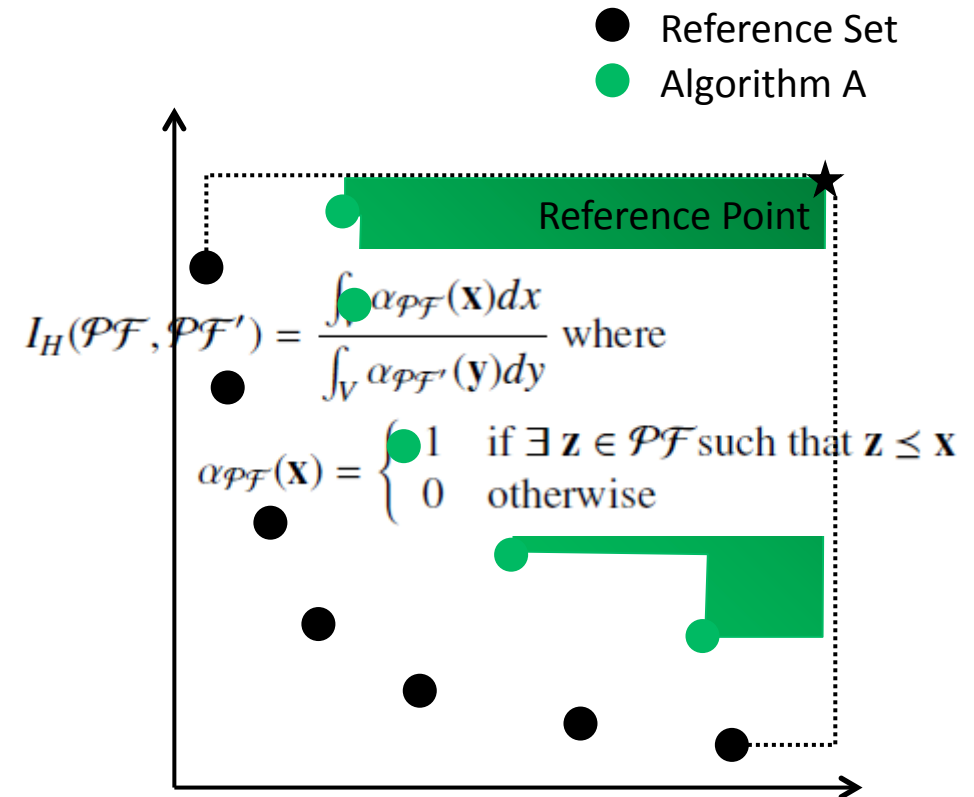 Reference Set
Algorithm A
Reference Point
I_H(𝒫ℱ, 𝒫ℱ′) = ∫_V α_𝒫ℱ(𝐱)dx / ∫_V α_𝒫ℱ′(𝐲)dy where
α_𝒫ℱ(𝐱) = { 1 if ∃ 𝐳 ∈ 𝒫ℱ such that 𝐳 ≤ 𝐱
0 otherwise